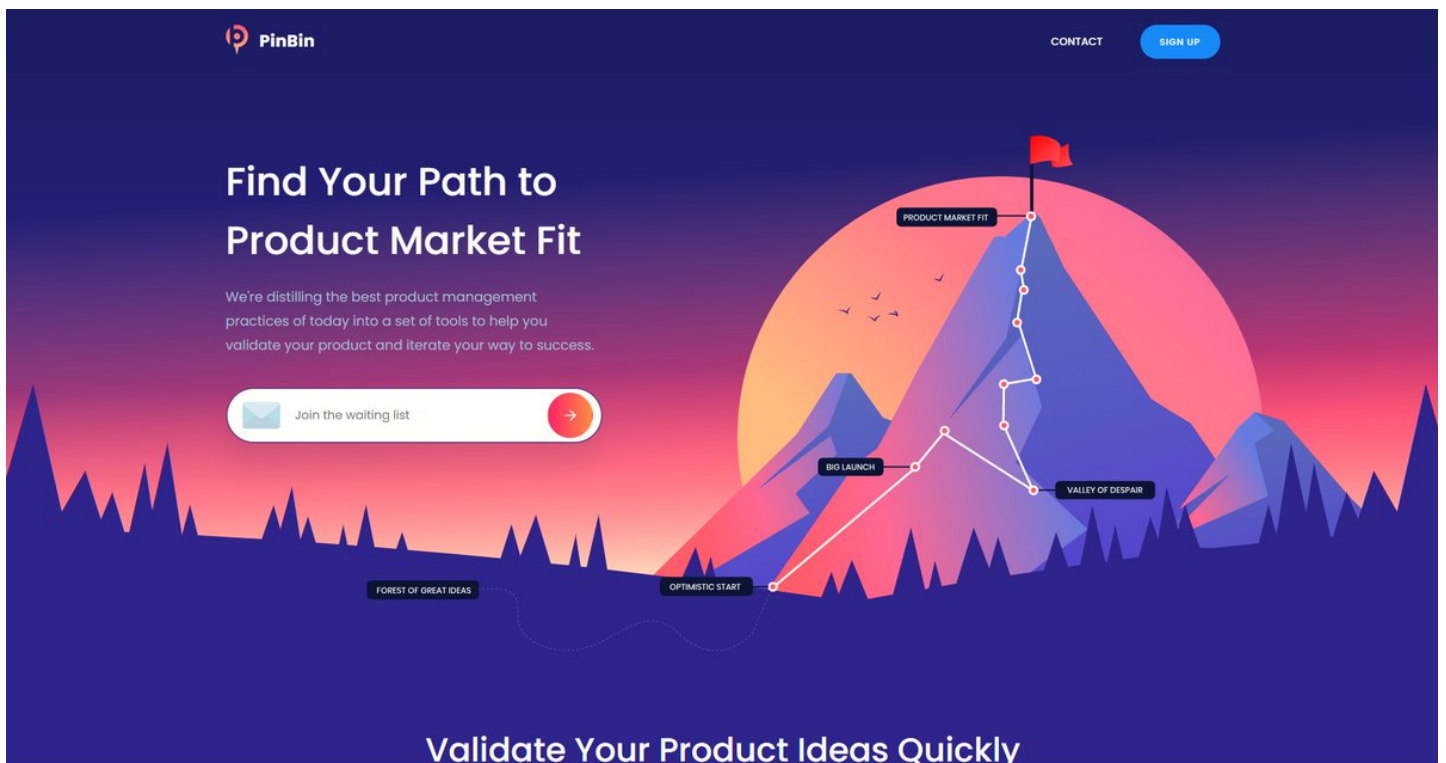 PinBin
CONTACT
SIGN UP
Find Your Path to
Product Market Fit
We're distilling the best product management
practices of today into a set of tools to help you
validate your product and iterate your way to success.
Join the waiting list
PRODUCT MARKET FIT
BIG LAUNCH
VALLEY OF DESPAIR
OPTIMISTIC START
FOREST OF GREAT IDEAS
Validate Your Product Ideas Quickly